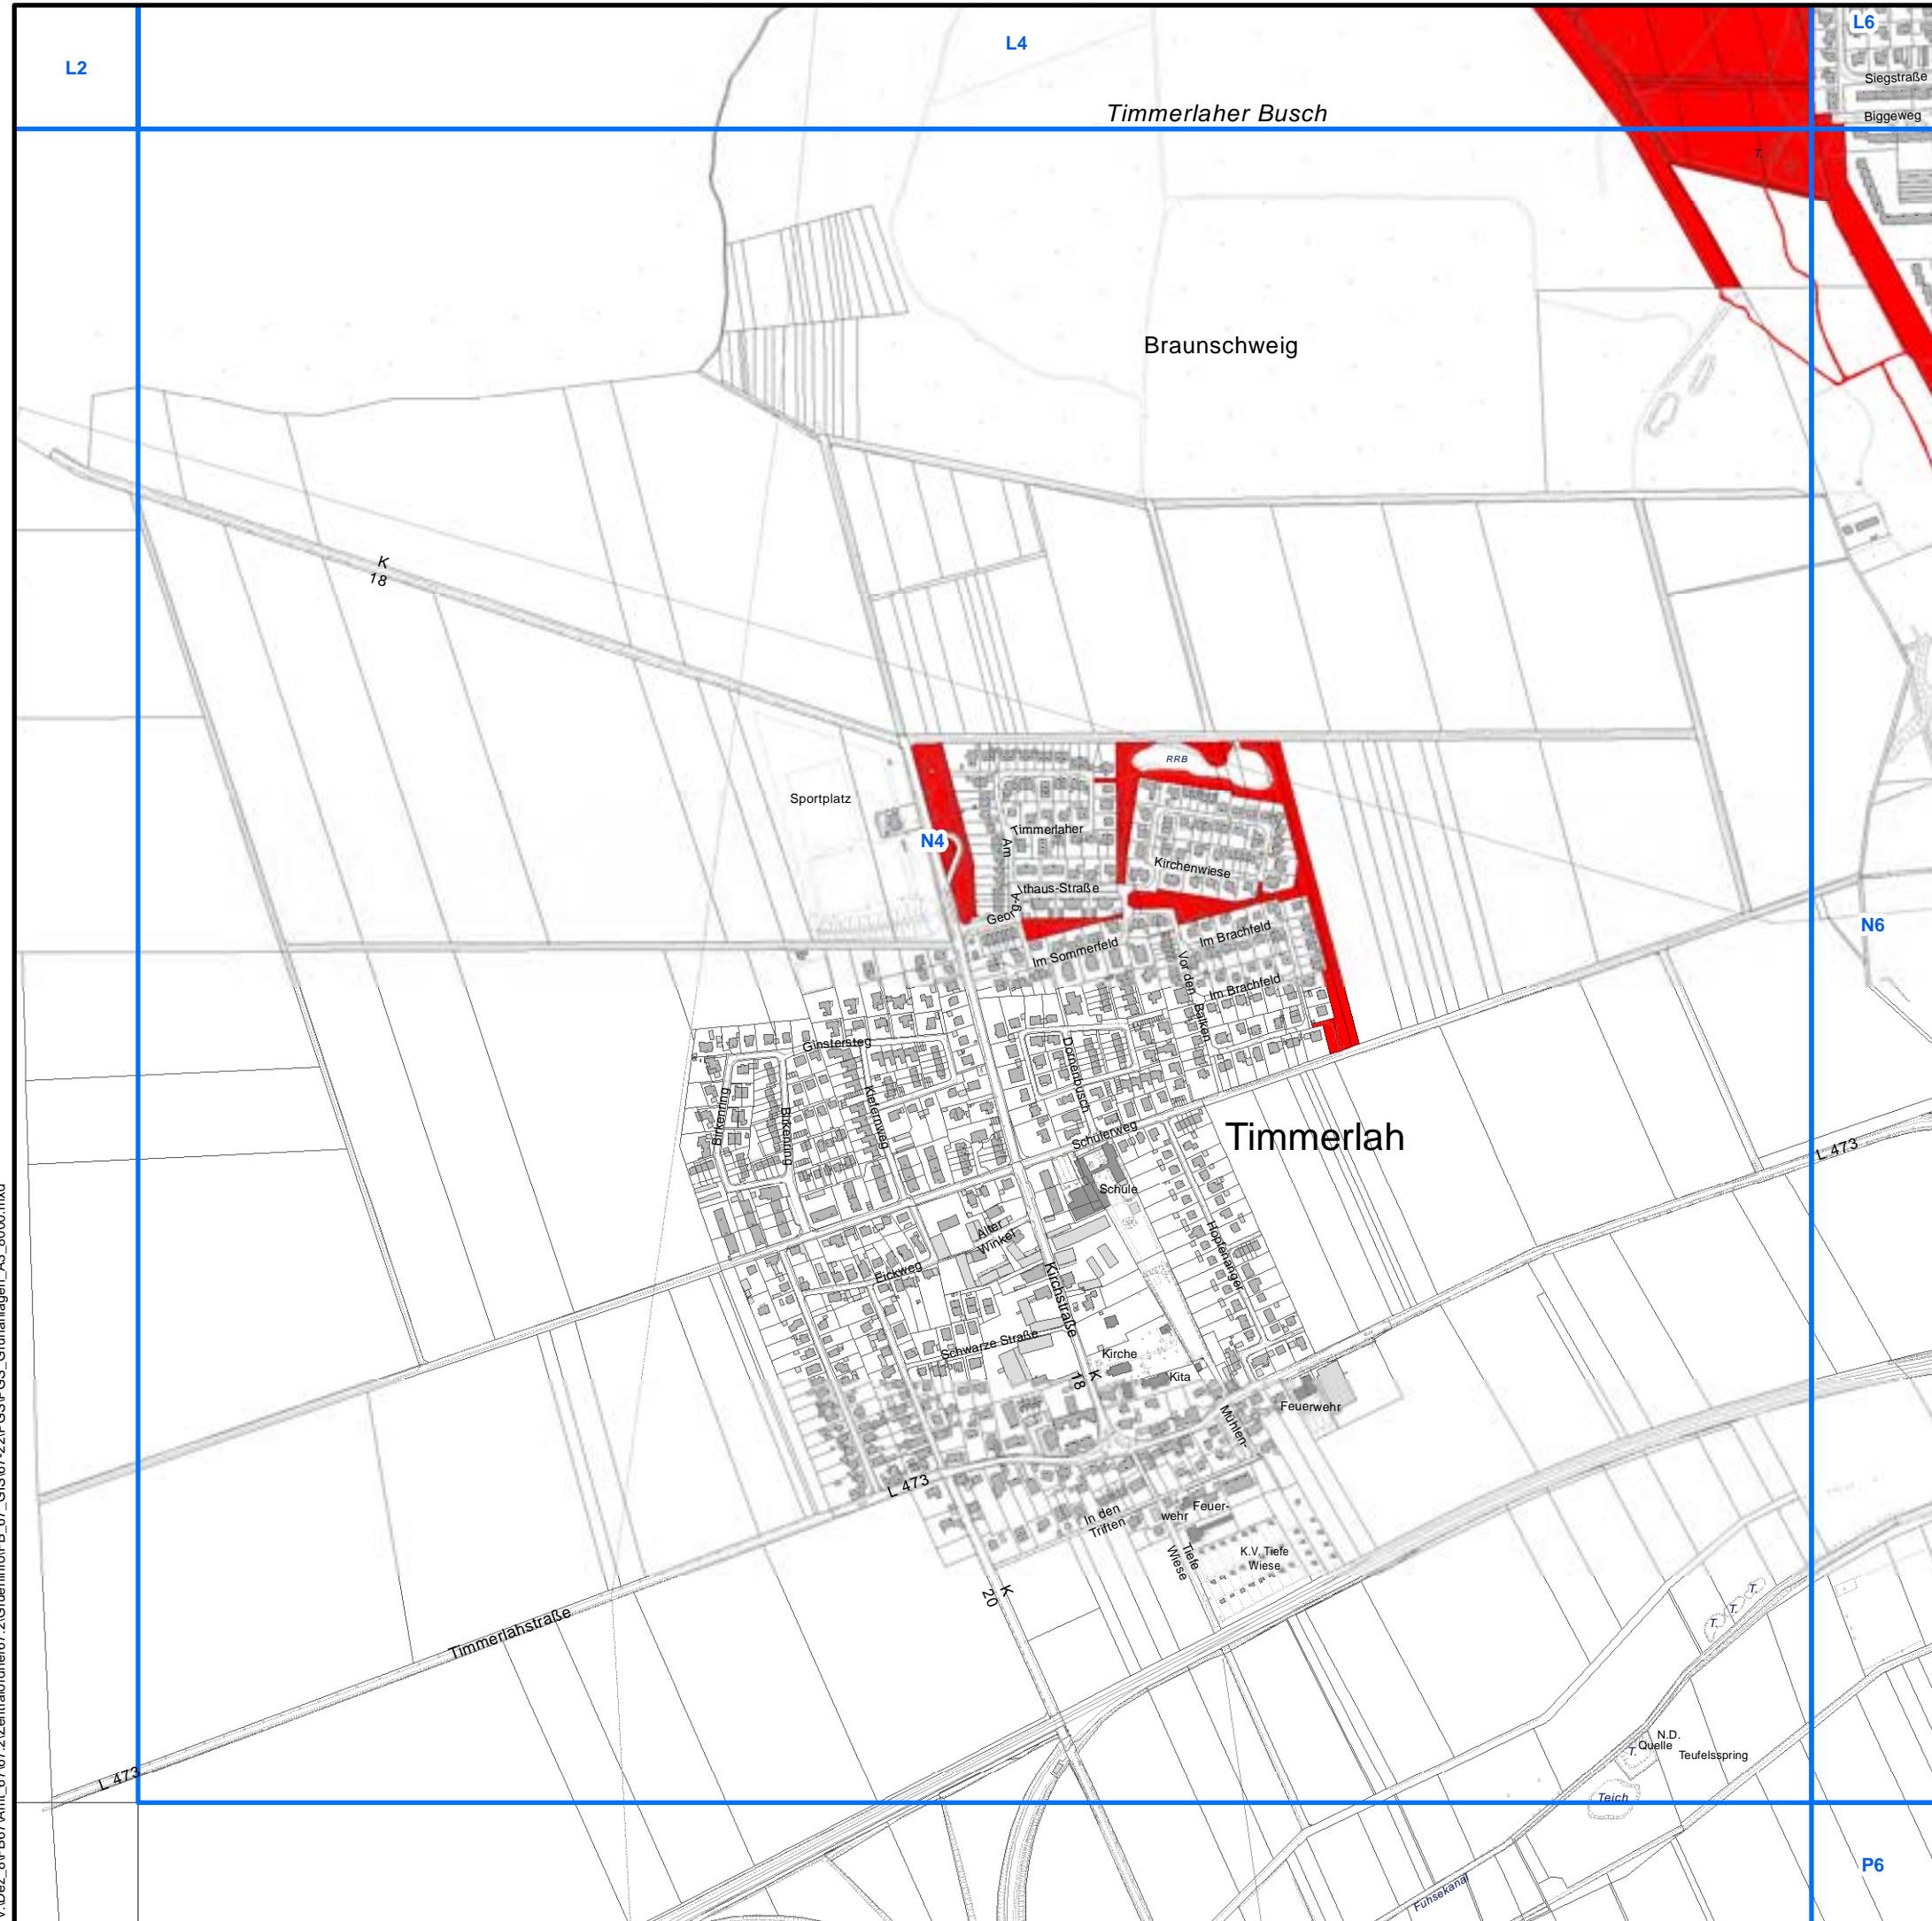 L2
L4
L6
Siegstraße
Biggeweg
Timmerlaher Busch
T.
Braunschweig
K
18
RRB
Sportplatz
N4
Timmerlaher
Am
Kirchenwiese
thaus-Straße
g-A
Geor
Im Brachfeld
Im Sommerfeld
Vor den
Balken
Im Brachfeld
N6
Ginstersteg
Dornenbusch
Birkenring
Birkenring
Kiefernweg
Schülerweg
Timmerlah
L 473
Schule
Alter
Winkel
Hopfenanger
Eickweg
Kirchstraße
Schwarze Straße
Kirche
K
18
Kita
Mühlen-
Feuerwehr
L 473
In den
Triften
Feuer-
wehr
Tiefe
Wiese
K.V. Tiefe
Wiese
K
20
Timmerlahstraße
T.
T.
T.
N.D.
Quelle
T.
Teufelsspring
L 473
Teich
P6
Fuhsekanal